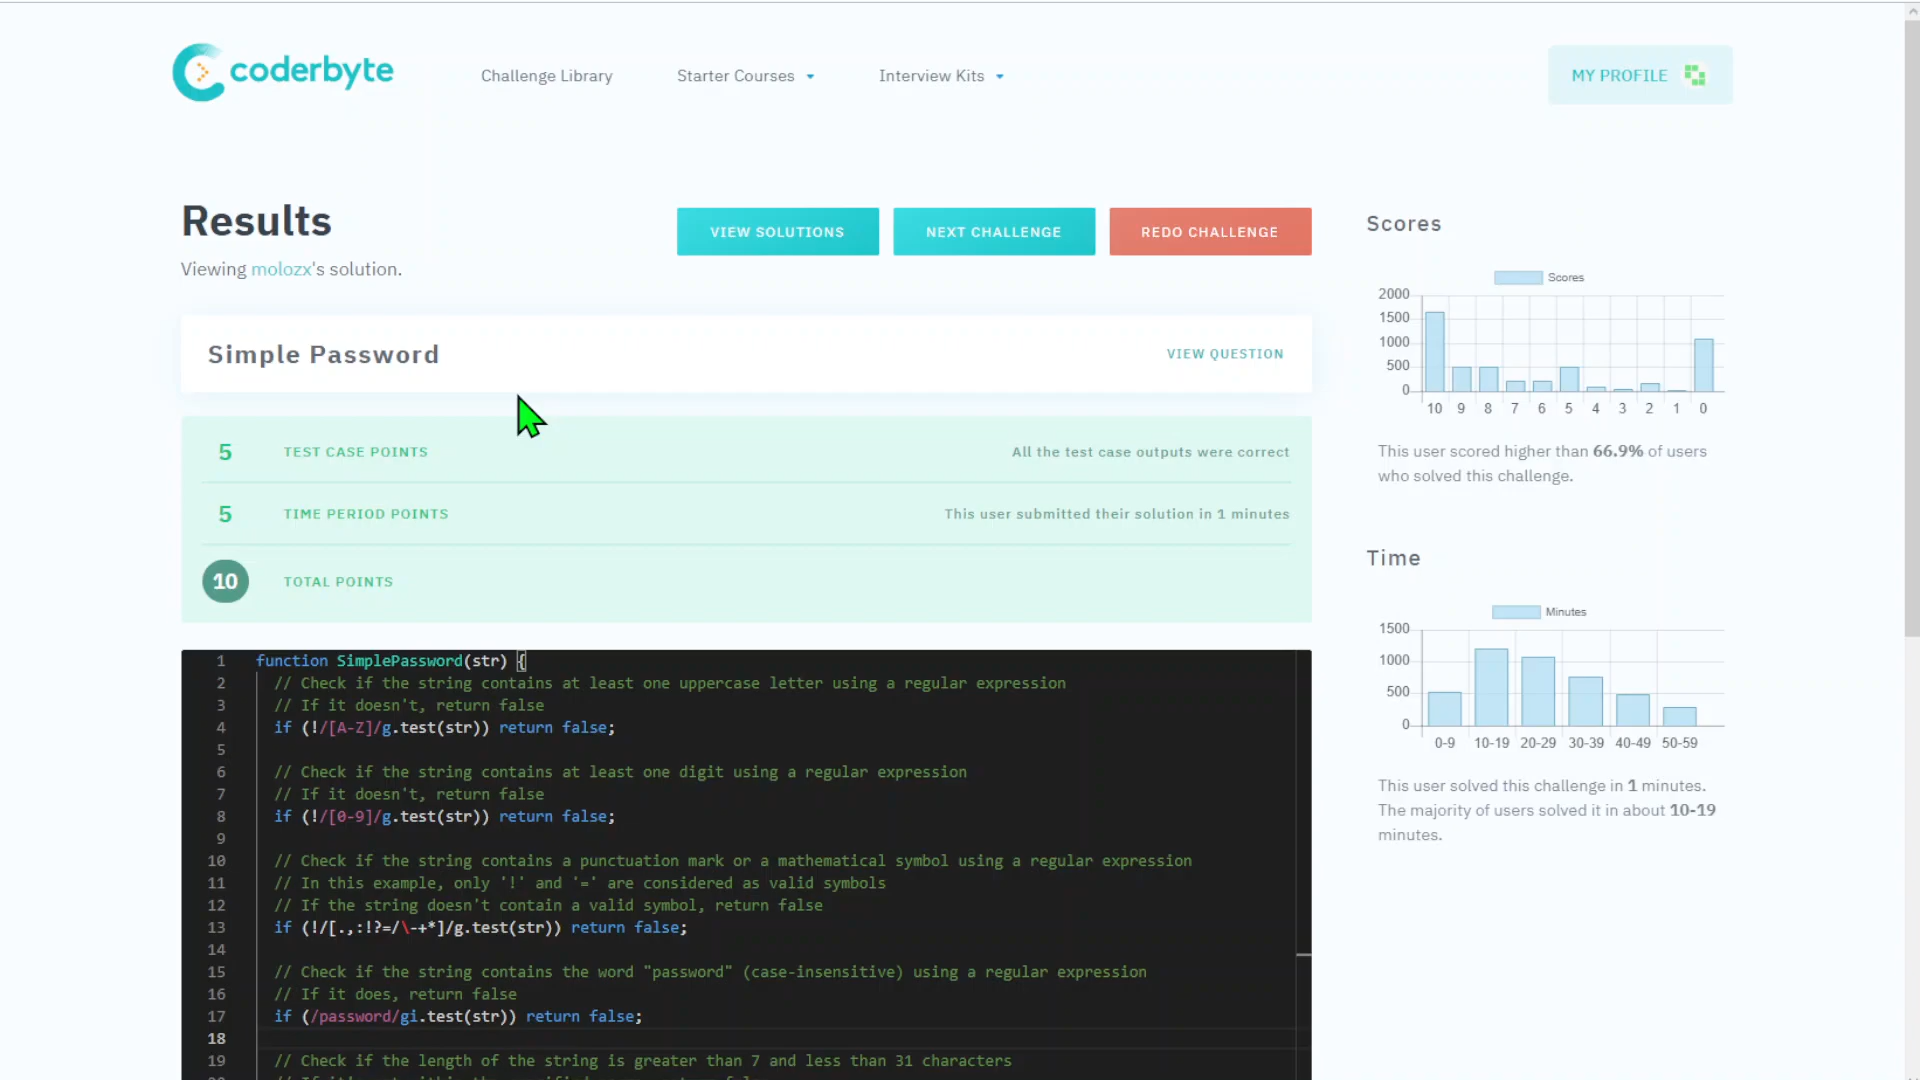 coderbyte
Challenge Library
Starter Courses
Interview Kits
MY PROFILE
Results
Viewing molozx's solution.
VIEW SOLUTIONS
NEXT CHALLENGE
REDO CHALLENGE
Simple Password
VIEW QUESTION
5 TEST CASE POINTS All the test case outputs were correct
5 TIME PERIOD POINTS This user submitted their solution in 1 minutes
10 TOTAL POINTS
1 function SimplePassword(str) {
2 // Check if the string contains at least one uppercase letter using a regular expression
3 // If it doesn't, return false
4 if (!/[A-Z]/g.test(str)) return false;
5
6 // Check if the string contains at least one digit using a regular expression
7 // If it doesn't, return false
8 if (!/[0-9]/g.test(str)) return false;
9
10 // Check if the string contains a punctuation mark or a mathematical symbol using a regular expression
11 // In this example, only '!' and '=' are considered as valid symbols
12 // If the string doesn't contain a valid symbol, return false
13 if (!/[.,:!?=/\-+*]/g.test(str)) return false;
14
15 // Check if the string contains the word "password" (case-insensitive) using a regular expression
16 // If it does, return false
17 if (/password/gi.test(str)) return false;
18
19 // Check if the length of the string is greater than 7 and less than 31 characters
Scores
Scores
2000
1500
1000
500
0
10 9 8 7 6 5 4 3 2 1 0
This user scored higher than 66.9% of users
who solved this challenge.
Time
Minutes
1500
1000
500
0
0-9 10-19 20-29 30-39 40-49 50-59
This user solved this challenge in 1 minutes.
The majority of users solved it in about 10-19
minutes.